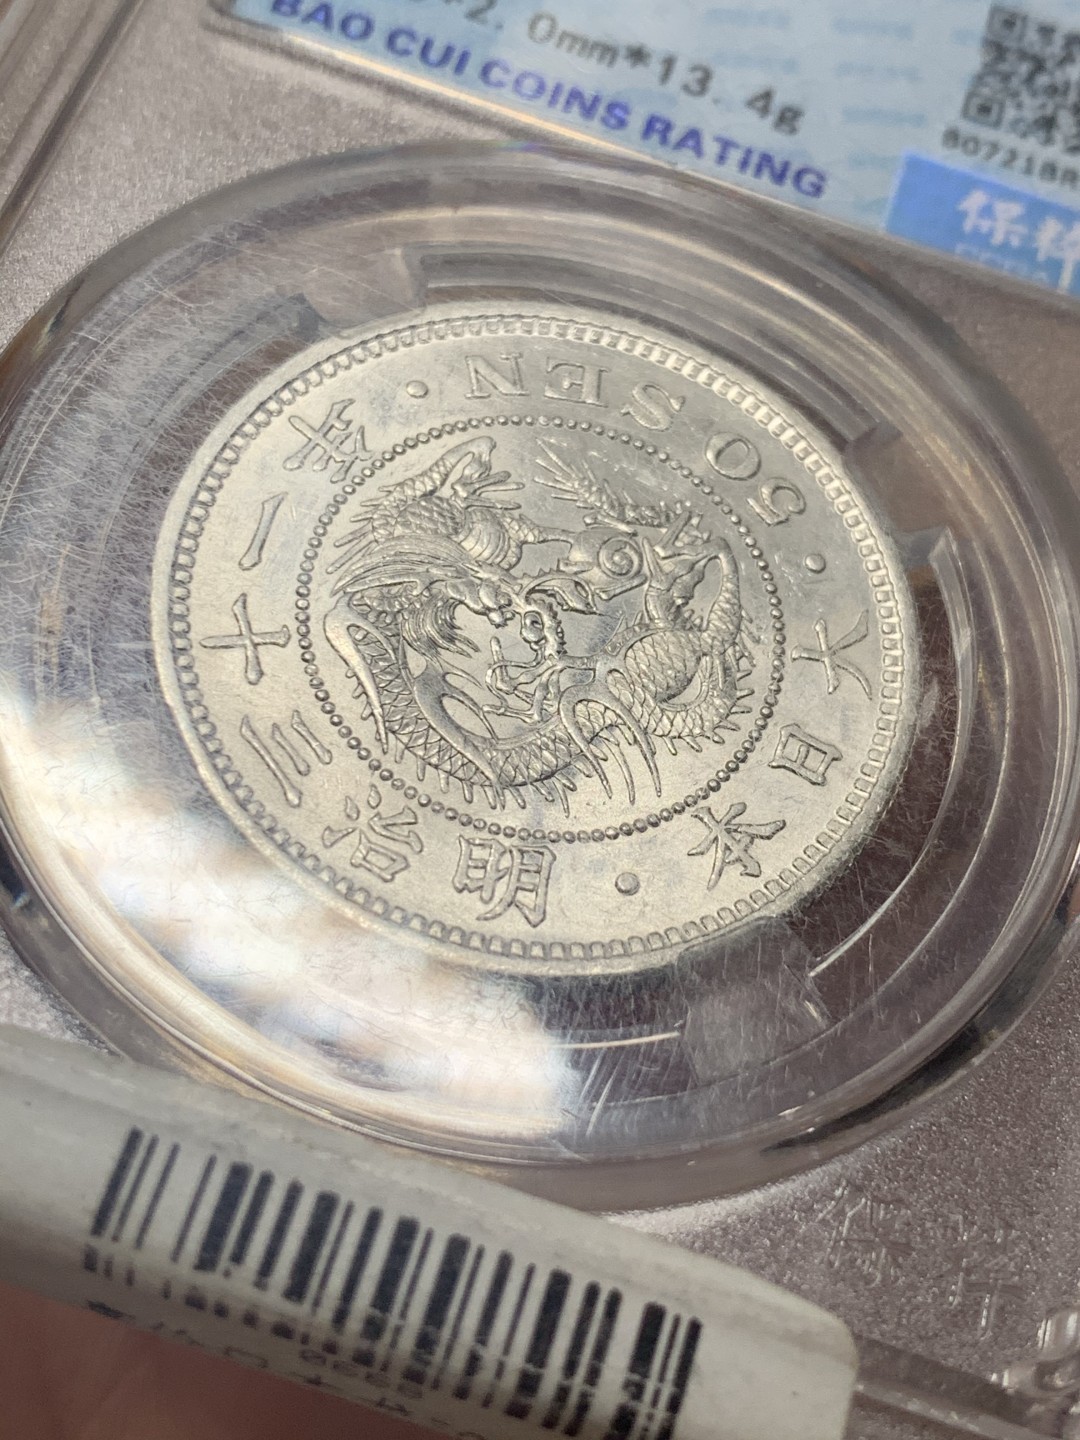 2.0mm*13.4g
BAO CUI COINS RATING
807218R
保粹
大日本・明治三十一年・50 SEN・